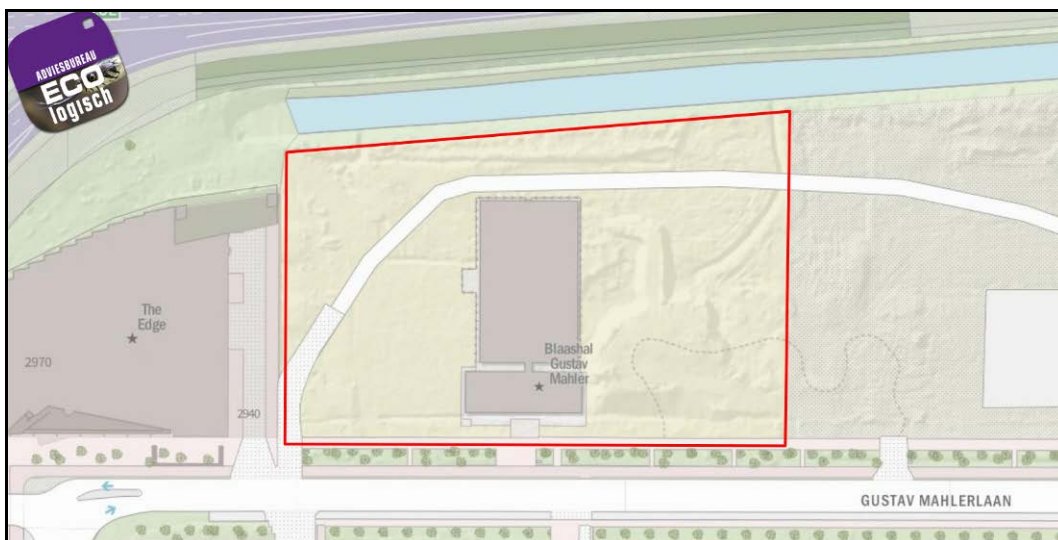 ADVIESBUREAU
ECO
logisch
The
Edge
2970
2940
Blaashal
Gustav
Mahler
GUSTAV MAHLERLAAN